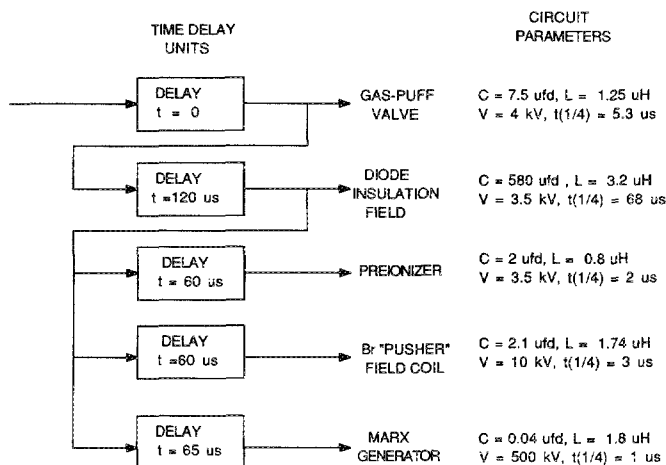 TIME DELAY
UNITS
CIRCUIT
PARAMETERS
DELAY
t = 0
GAS-PUFF
VALVE
C = 7.5 ufd, L = 1.25 uH
V = 4 kV, t(1/4) = 5.3 us
DELAY
t =120 us
DIODE
INSULATION
FIELD
C = 580 ufd , L = 3.2 uH
V = 3.5 kV, t(1/4) = 68 us
DELAY
t = 60 us
PREIONIZER
C = 2 ufd, L = 0.8 uH
V = 3.5 kV, t(1/4) = 2 us
DELAY
t =60 us
Br "PUSHER"
FIELD COIL
C = 2.1 ufd, L = 1.74 uH
V = 10 kV, t(1/4) = 3 us
DELAY
t = 65 us
MARX
GENERATOR
C = 0.04 ufd, L = 1.8 uH
V = 500 kV, t(1/4) = 1 us